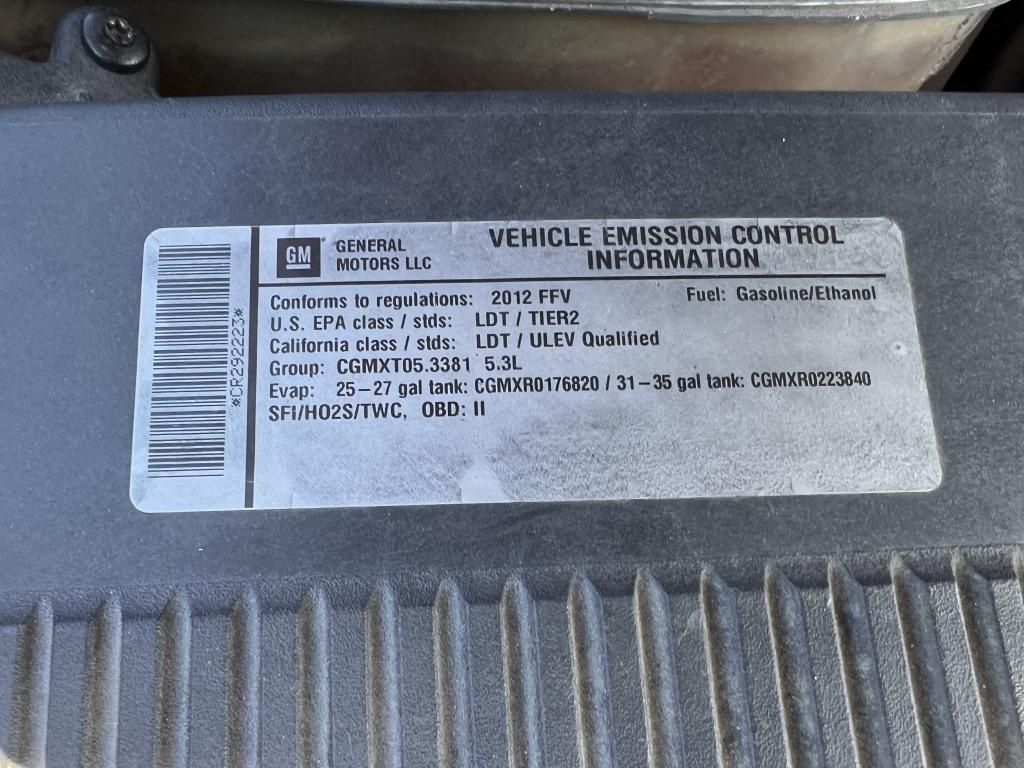 GM GENERAL MOTORS LLC
VEHICLE EMISSION CONTROL
INFORMATION
Conforms to regulations: 2012 FFV Fuel: Gasoline/Ethanol
U.S. EPA class / stds: LDT / TIER2
California class / stds: LDT / ULEV Qualified
Group: CGMXT05.3381 5.3L
Evap: 25–27 gal tank: CGMXR0176820 / 31–35 gal tank: CGMXR0223840
SFI/HO2S/TWC, OBD: II
*CR292223*